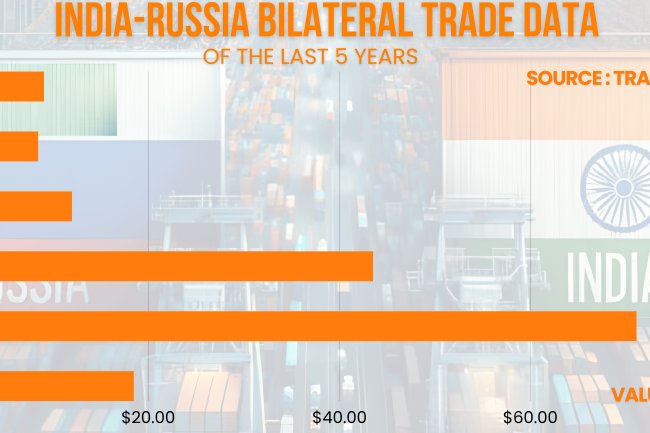 INDIA-RUSSIA BILATERAL TRADE DATA
OF THE LAST 5 YEARS
SOURCE : TRA
USSIA
INDIA
VALU
$20.00 $40.00 $60.00